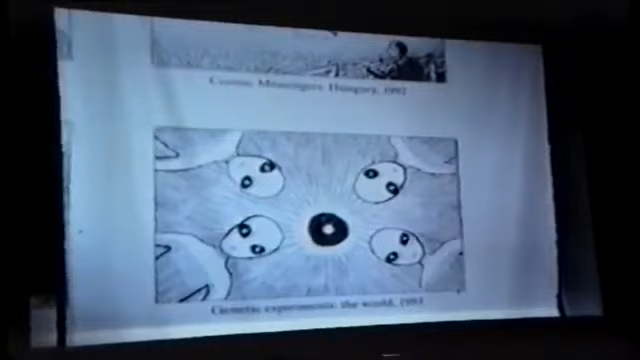 Cosmic Messengers Hungary, 1992
Genetic experiments: the world, 1993